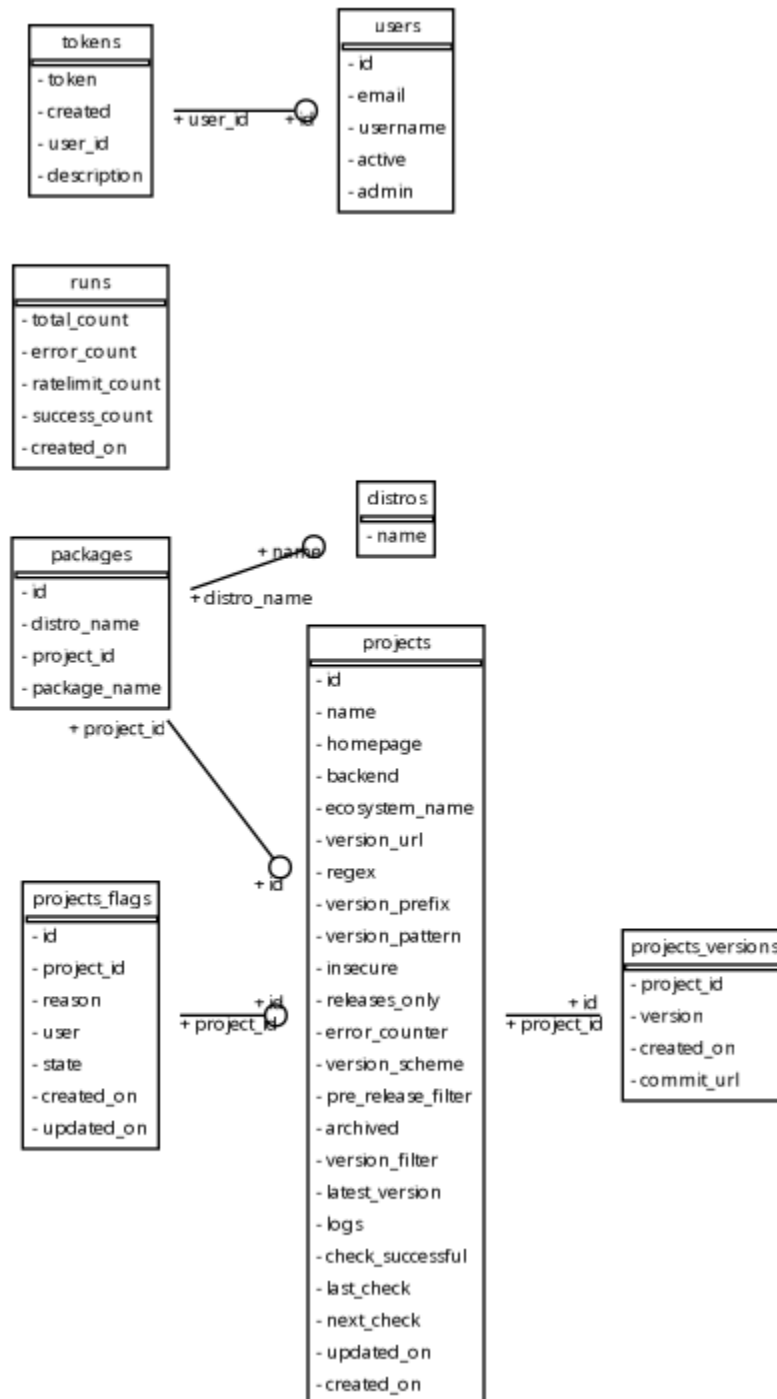 tokens
- token
- created
- user_id
- description
+ user_id
+ id
users
- id
- email
- username
- active
- admin
runs
- total_count
- error_count
- ratelimit_count
- success_count
- created_on
distros
- name
packages
- id
- distro_name
- project_id
- package_name
+ name
+ distro_name
+ project_id
+ id
projects
- id
- name
- homepage
- backend
- ecosystem_name
- version_url
- regex
- version_prefix
- version_pattern
- insecure
- releases_only
- error_counter
- version_scheme
- pre_release_filter
- archived
- version_filter
- latest_version
- logs
- check_successful
- last_check
- next_check
- updated_on
- created_on
projects_flags
- id
- project_id
- reason
- user
- state
- created_on
- updated_on
+ id
+ project_id
+ id
+ project_id
projects_versions
- project_id
- version
- created_on
- commit_url